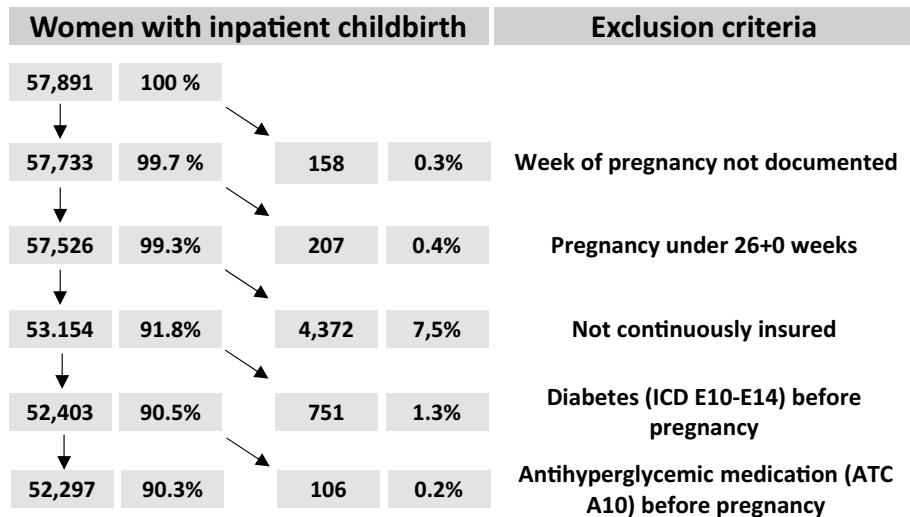 Women with inpatient childbirth Exclusion criteria
57,891 100 %
57,733 99.7 % 158 0.3% Week of pregnancy not documented
57,526 99.3% 207 0.4% Pregnancy under 26+0 weeks
53.154 91.8% 4,372 7,5% Not continuously insured
52,403 90.5% 751 1.3% Diabetes (ICD E10-E14) before
pregnancy
52,297 90.3% 106 0.2% Antihyperglycemic medication (ATC
A10) before pregnancy